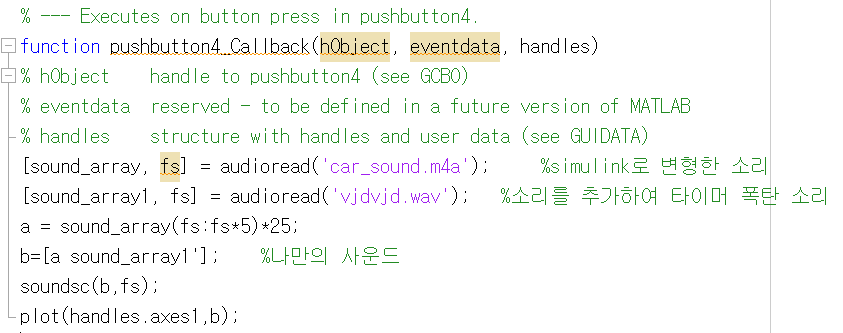 % --- Executes on button press in pushbutton4.
function pushbutton4_Callback(hObject, eventdata, handles)
% hObject    handle to pushbutton4 (see GCBO)
% eventdata  reserved - to be defined in a future version of MATLAB
% handles    structure with handles and user data (see GUIDATA)
[sound_array, fs] = audioread('car_sound.m4a');     %simulink로 변형한 소리
[sound_array1, fs] = audioread('vjdvjd.wav');   %소리를 추가하여 타이머 폭탄 소리
a = sound_array(fs:fs*5)*25;
b=[a sound_array1'];    %나만의 사운드
soundsc(b,fs);
plot(handles.axes1,b);